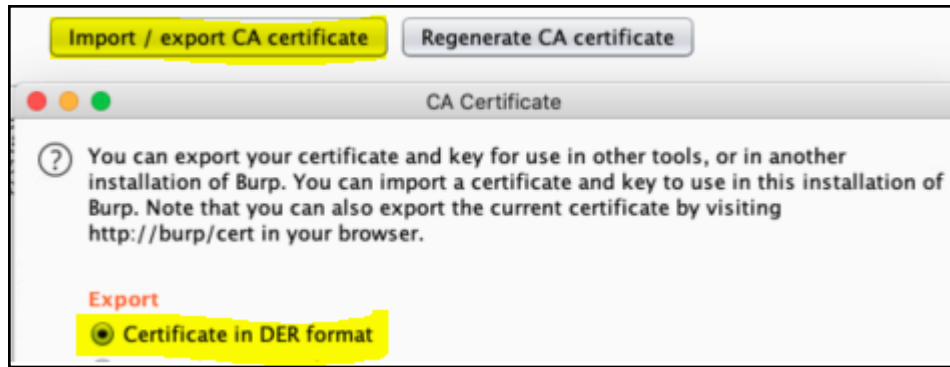 Import / export CA certificate Regenerate CA certificate
CA Certificate
You can export your certificate and key for use in other tools, or in another
installation of Burp. You can import a certificate and key to use in this installation of
Burp. Note that you can also export the current certificate by visiting
http://burp/cert in your browser.
Export
Certificate in DER format